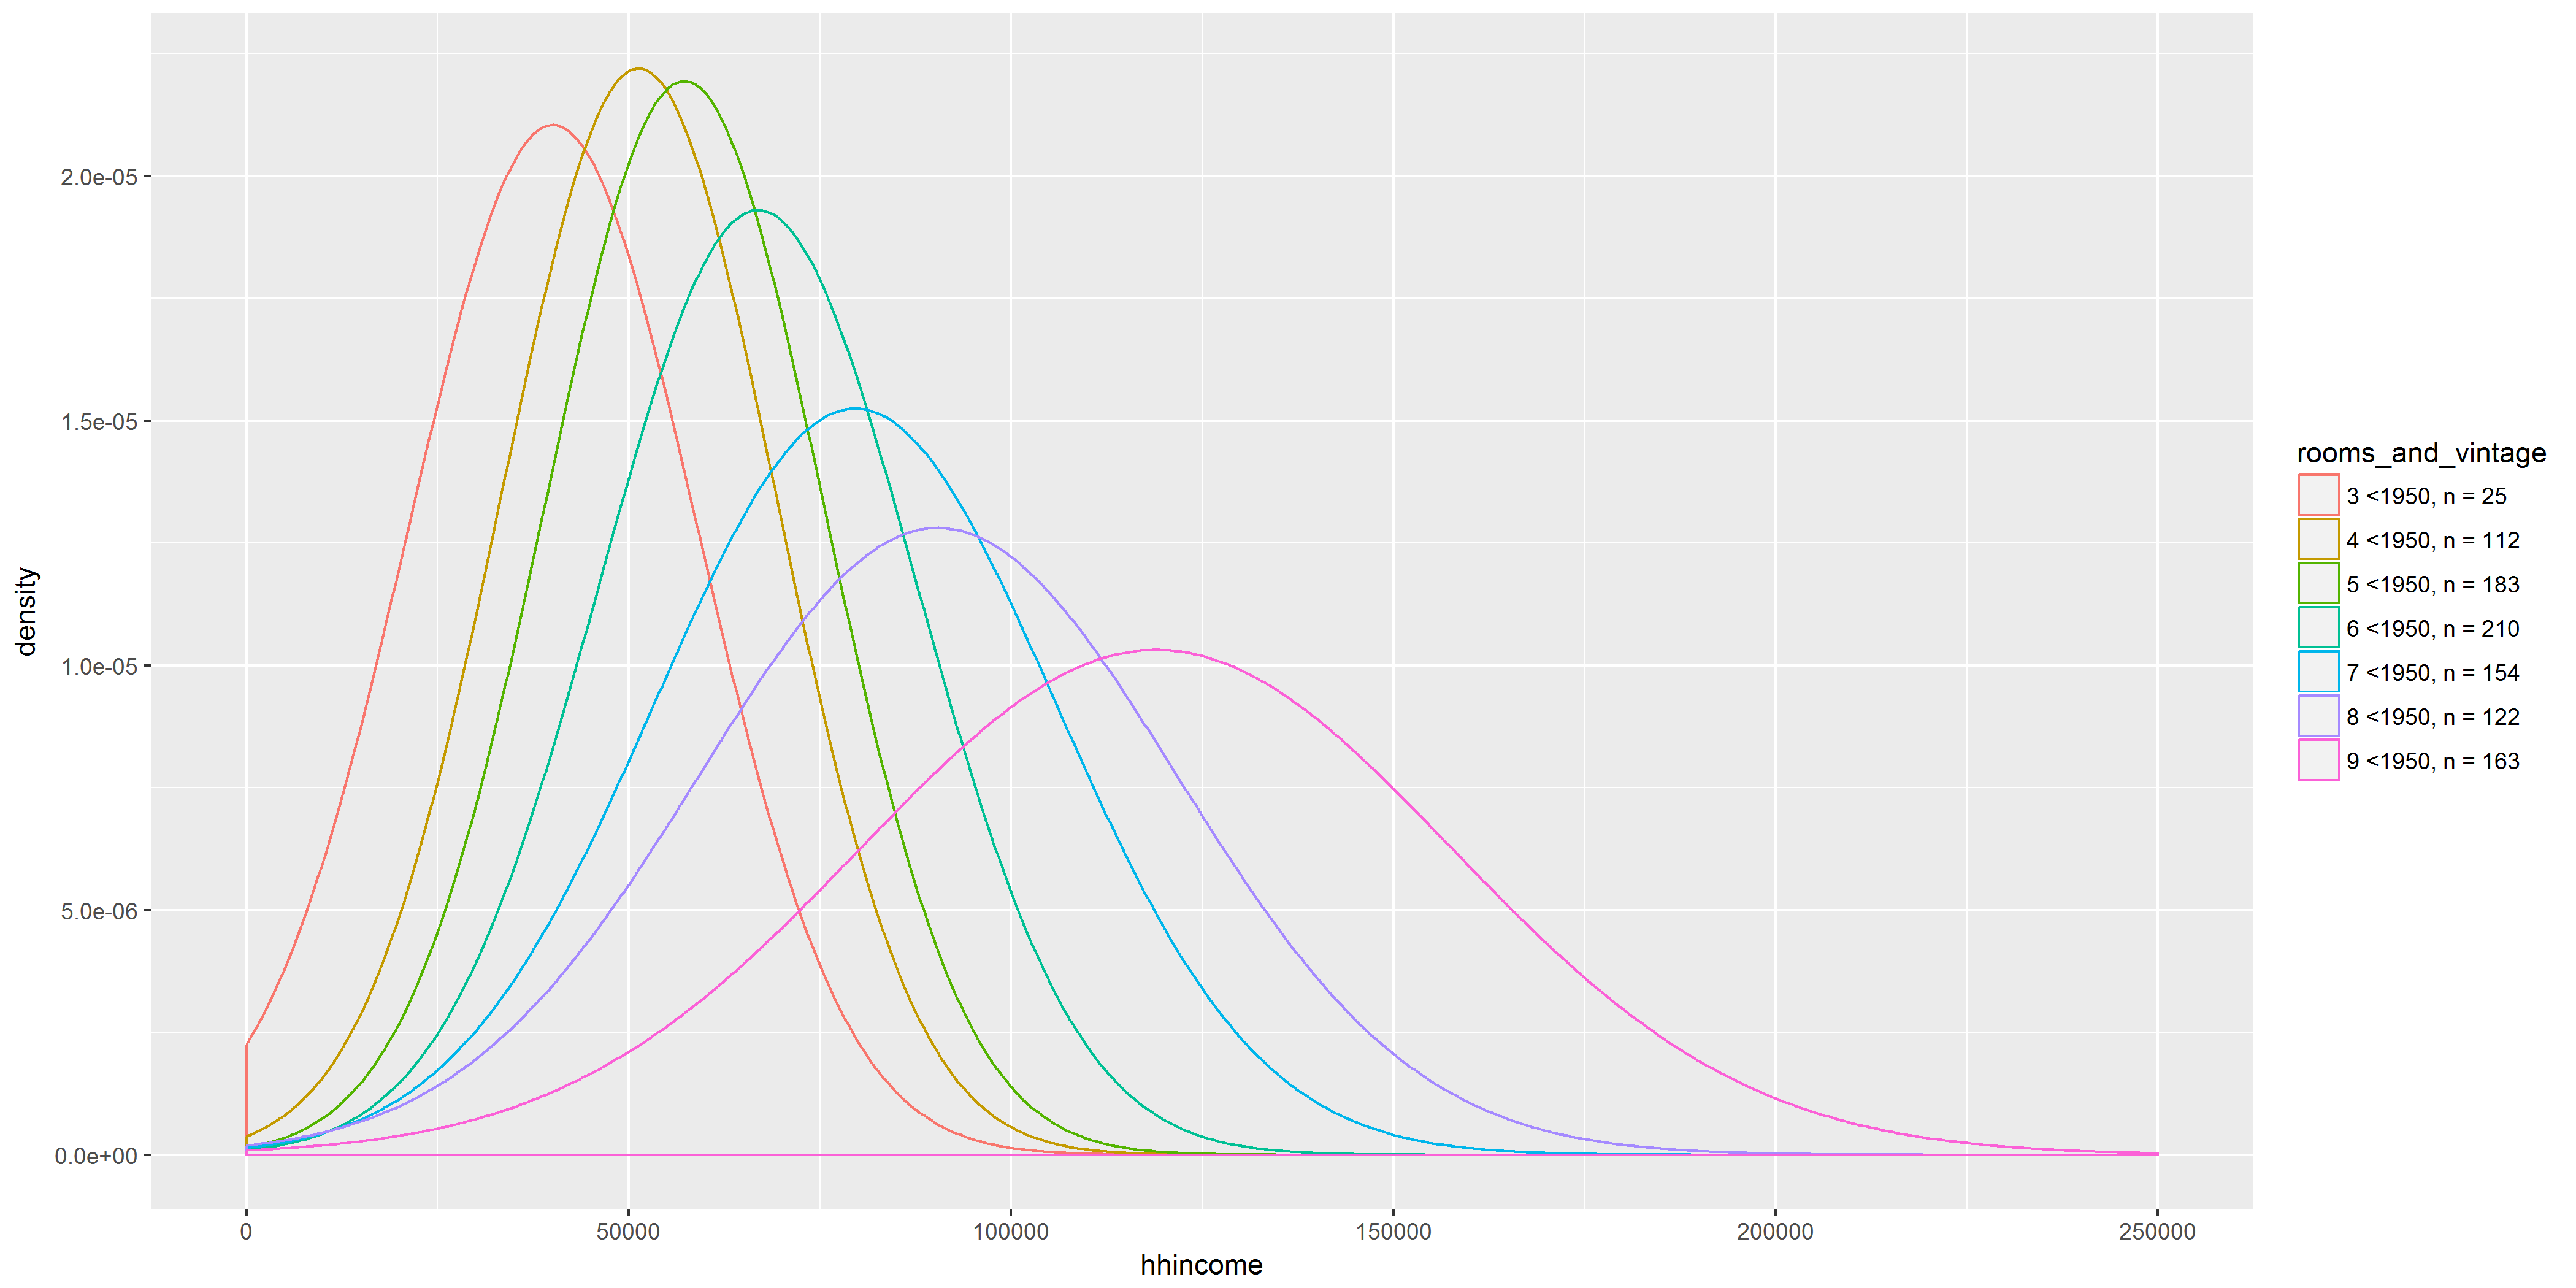 2.0e-05
1.5e-05
1.0e-05
5.0e-06
0.0e+00
density
0
50000
100000
150000
200000
250000
hhincome
rooms_and_vintage
3 <1950, n = 25
4 <1950, n = 112
5 <1950, n = 183
6 <1950, n = 210
7 <1950, n = 154
8 <1950, n = 122
9 <1950, n = 163